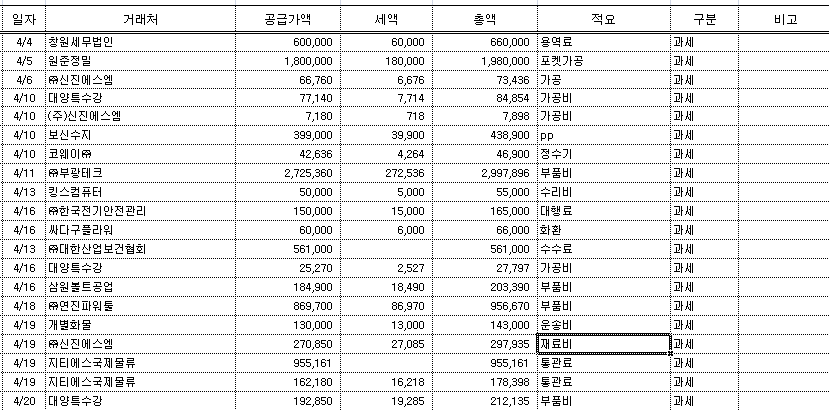 일자 거래처 공급가액 세액 총액 적요 구분 비고
4/4 창원세무법인 600,000 60,000 660,000 용역료 과세
4/5 원준정밀 1,800,000 180,000 1,980,000 포켓가공 과세
4/6 ㈜신진에스엠 66,760 6,676 73,436 가공 과세
4/10 대양특수강 77,140 7,714 84,854 가공비 과세
4/10 (주)신진에스엠 7,180 718 7,898 가공비 과세
4/10 보신수지 399,000 39,900 438,900 pp 과세
4/10 코웨이㈜ 42,636 4,264 46,900 정수기 과세
4/11 ㈜부광테크 2,725,360 272,536 2,997,896 부품비 과세
4/13 킹스컴퓨터 50,000 5,000 55,000 수리비 과세
4/16 ㈜한국전기안전관리 150,000 15,000 165,000 대행료 과세
4/16 싸다구플라워 60,000 6,000 66,000 화환 과세
4/13 ㈜대한산업보건협회 561,000 561,000 수수료 과세
4/16 대양특수강 25,270 2,527 27,797 가공비 과세
4/16 삼원볼트공업 184,900 18,490 203,390 부품비 과세
4/18 ㈜연진파워툴 869,700 86,970 956,670 부품비 과세
4/19 개별화물 130,000 13,000 143,000 운송비 과세
4/19 ㈜신진에스엠 270,850 27,085 297,935 재료비 과세
4/19 지티에스국제물류 955,161 955,161 통관료 과세
4/19 지티에스국제물류 162,180 16,218 178,398 통관료 과세
4/20 대양특수강 192,850 19,285 212,135 부품비 과세